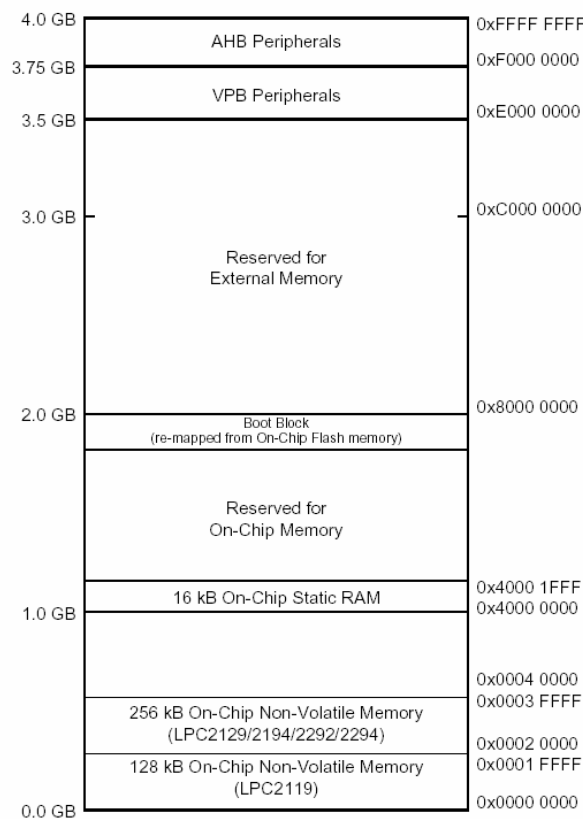 4.0 GB
0xFFFF FFFF
AHB Peripherals
3.75 GB
0xF000 0000
VPB Peripherals
3.5 GB
0xE000 0000
3.0 GB
0xC000 0000
Reserved for
External Memory
2.0 GB
0x8000 0000
Boot Block
(re-mapped from On-Chip Flash memory)
Reserved for
On-Chip Memory
0x4000 1FFF
16 kB On-Chip Static RAM
1.0 GB
0x4000 0000
0x0004 0000
0x0003 FFFF
256 kB On-Chip Non-Volatile Memory
(LPC2129/2194/2292/2294)
0x0002 0000
128 kB On-Chip Non-Volatile Memory
0x0001 FFFF
(LPC2119)
0.0 GB
0x0000 0000